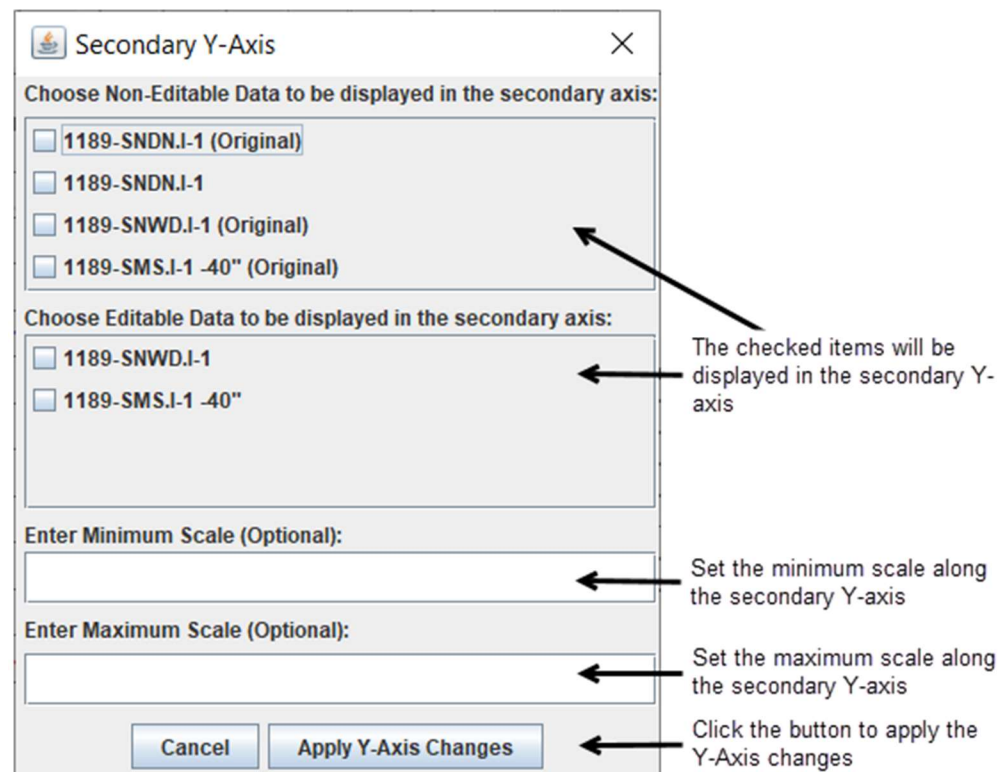 Secondary Y-Axis
Choose Non-Editable Data to be displayed in the secondary axis:
1189-SNDN.I-1 (Original)
1189-SNDN.I-1
1189-SNWD.I-1 (Original)
1189-SMS.I-1 -40" (Original)
Choose Editable Data to be displayed in the secondary axis:
1189-SNWD.I-1
1189-SMS.I-1 -40"
The checked items will be
displayed in the secondary Y-
axis
Enter Minimum Scale (Optional):
Set the minimum scale along
the secondary Y-axis
Enter Maximum Scale (Optional):
Set the maximum scale along
the secondary Y-axis
Cancel
Apply Y-Axis Changes
Click the button to apply the
Y-Axis changes